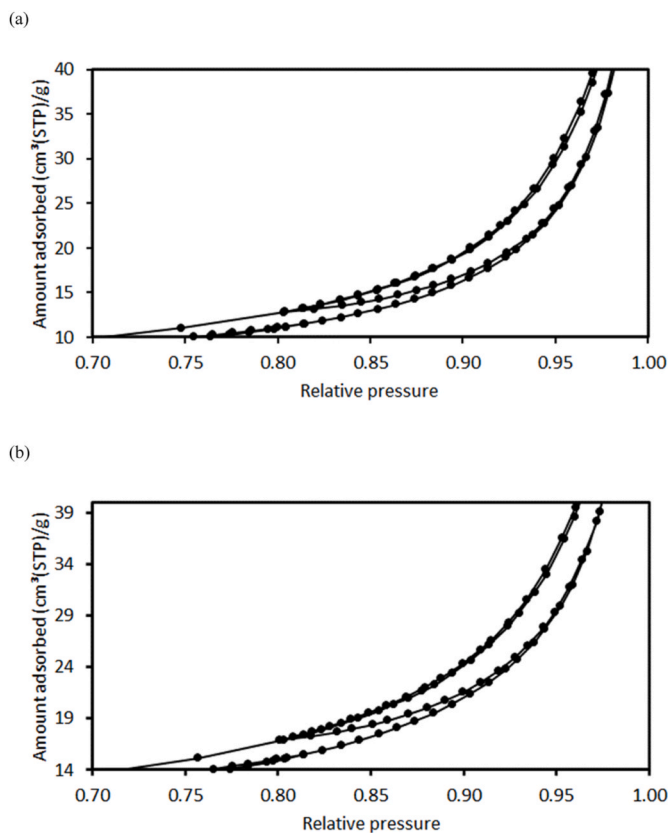 (a)
40
35
30
25
20
15
10
Amount adsorbed (cm³(STP)/g)
0.70 0.75 0.80 0.85 0.90 0.95 1.00
Relative pressure
(b)
39
34
29
24
19
14
Amount adsorbed (cm³(STP)/g)
0.70 0.75 0.80 0.85 0.90 0.95 1.00
Relative pressure